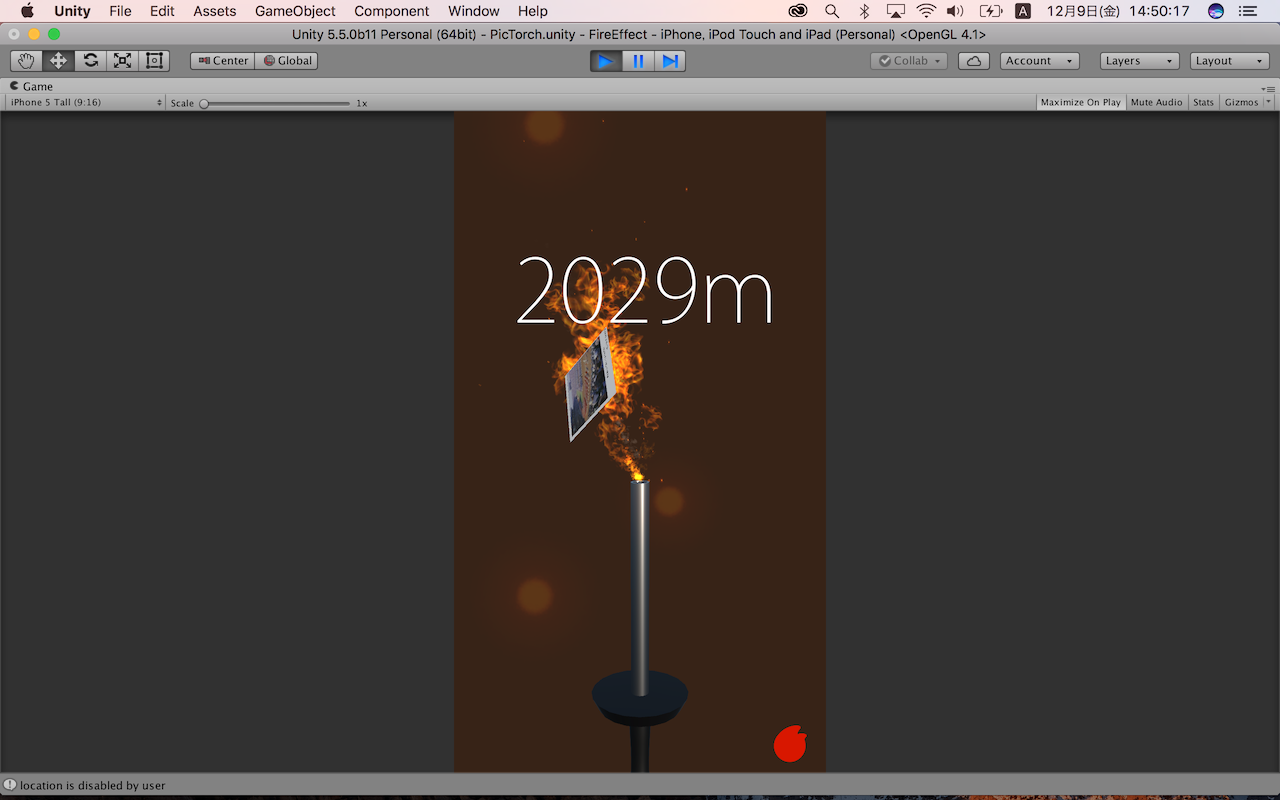 Unity File Edit Assets GameObject Component Window Help A 12月9日(金) 14:50:17
Unity 5.5.0b11 Personal (64bit) - PicTorch.unity - FireEffect - iPhone, iPod Touch and iPad (Personal) <OpenGL 4.1>
Center Global Collab Account Layers Layout
Game
iPhone 5 Tall (9:16) Scale 1x Maximize On Play Mute Audio Stats Gizmos
2029m
location is disabled by user